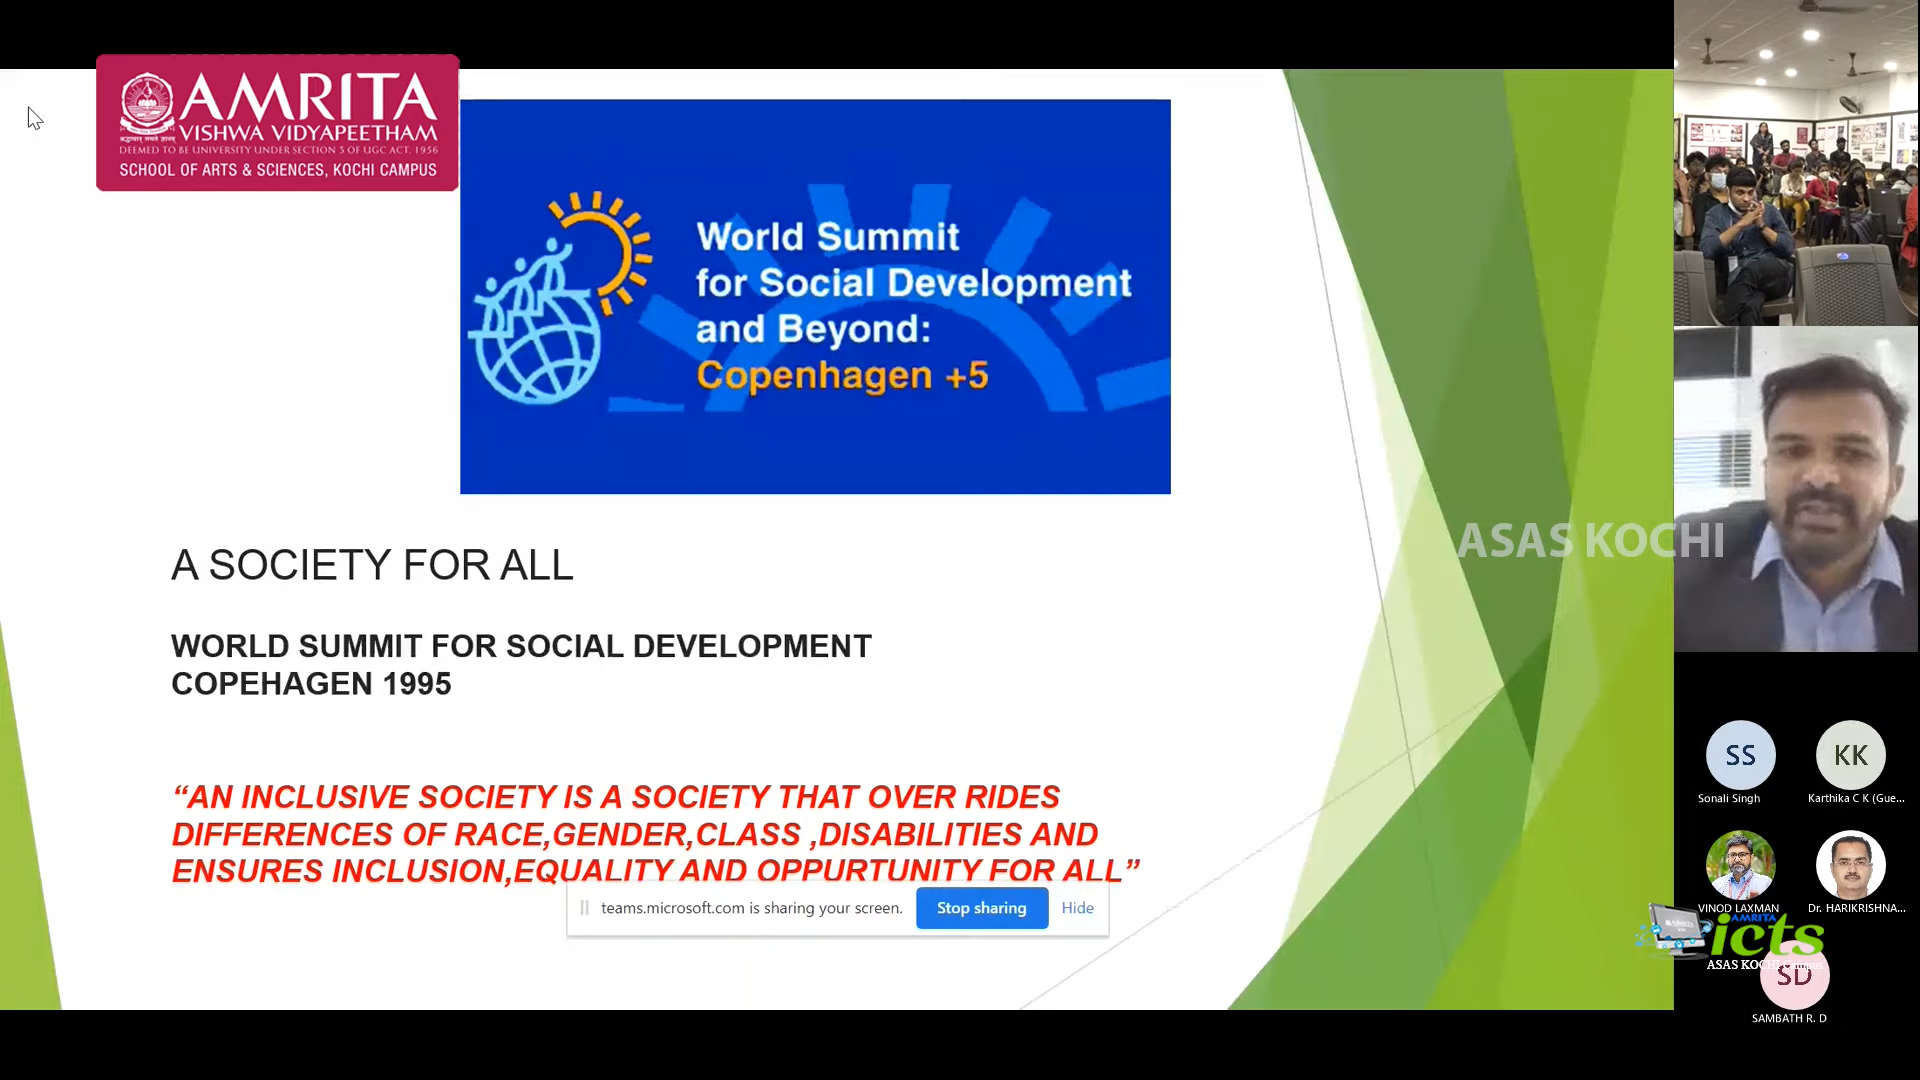 AMRITA
VISHWA VIDYAPEETHAM
DEEMED TO BE UNIVERSITY UNDER SECTION 3 OF UGC ACT. 1956
SCHOOL OF ARTS & SCIENCES, KOCHI CAMPUS
World Summit
for Social Development
and Beyond:
Copenhagen +5
A SOCIETY FOR ALL
WORLD SUMMIT FOR SOCIAL DEVELOPMENT
COPEHAGEN 1995
“AN INCLUSIVE SOCIETY IS A SOCIETY THAT OVER RIDES
DIFFERENCES OF RACE,GENDER,CLASS ,DISABILITIES AND
ENSURES INCLUSION,EQUALITY AND OPPURTUNITY FOR ALL”
teams.microsoft.com is sharing your screen.
Stop sharing
Hide
ASAS KOCHI
SS
KK
Sonali Singh
Karthika C K (Gue...
VINOD LAXMAN
Dr. HARIKRISHNA...
AMRITA
icts
ASAS KOCHI Campus
SD
SAMBATH R. D